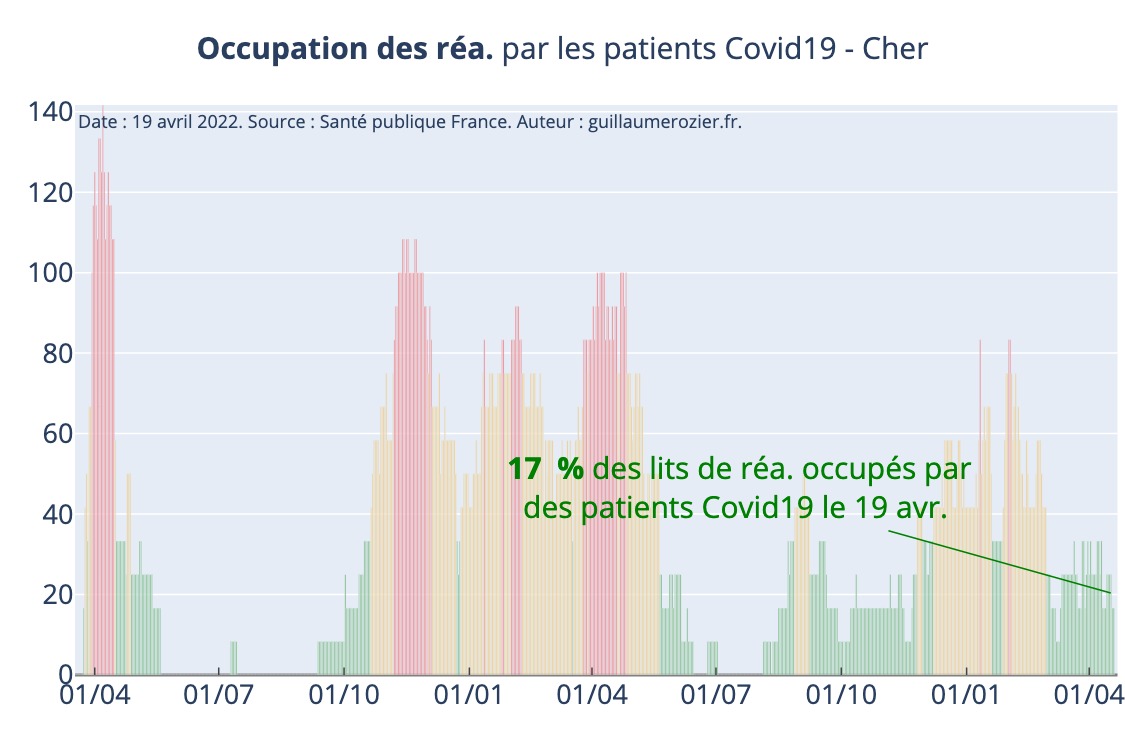 Occupation des réa. par les patients Covid19 - Cher
140
Date : 19 avril 2022. Source : Santé publique France. Auteur : guillaumerozier.fr.
120
100
80
60
17 % des lits de réa. occupés par
des patients Covid19 le 19 avr.
40
20
0
01/04 01/07 01/10 01/01 01/04 01/07 01/10 01/01 01/04